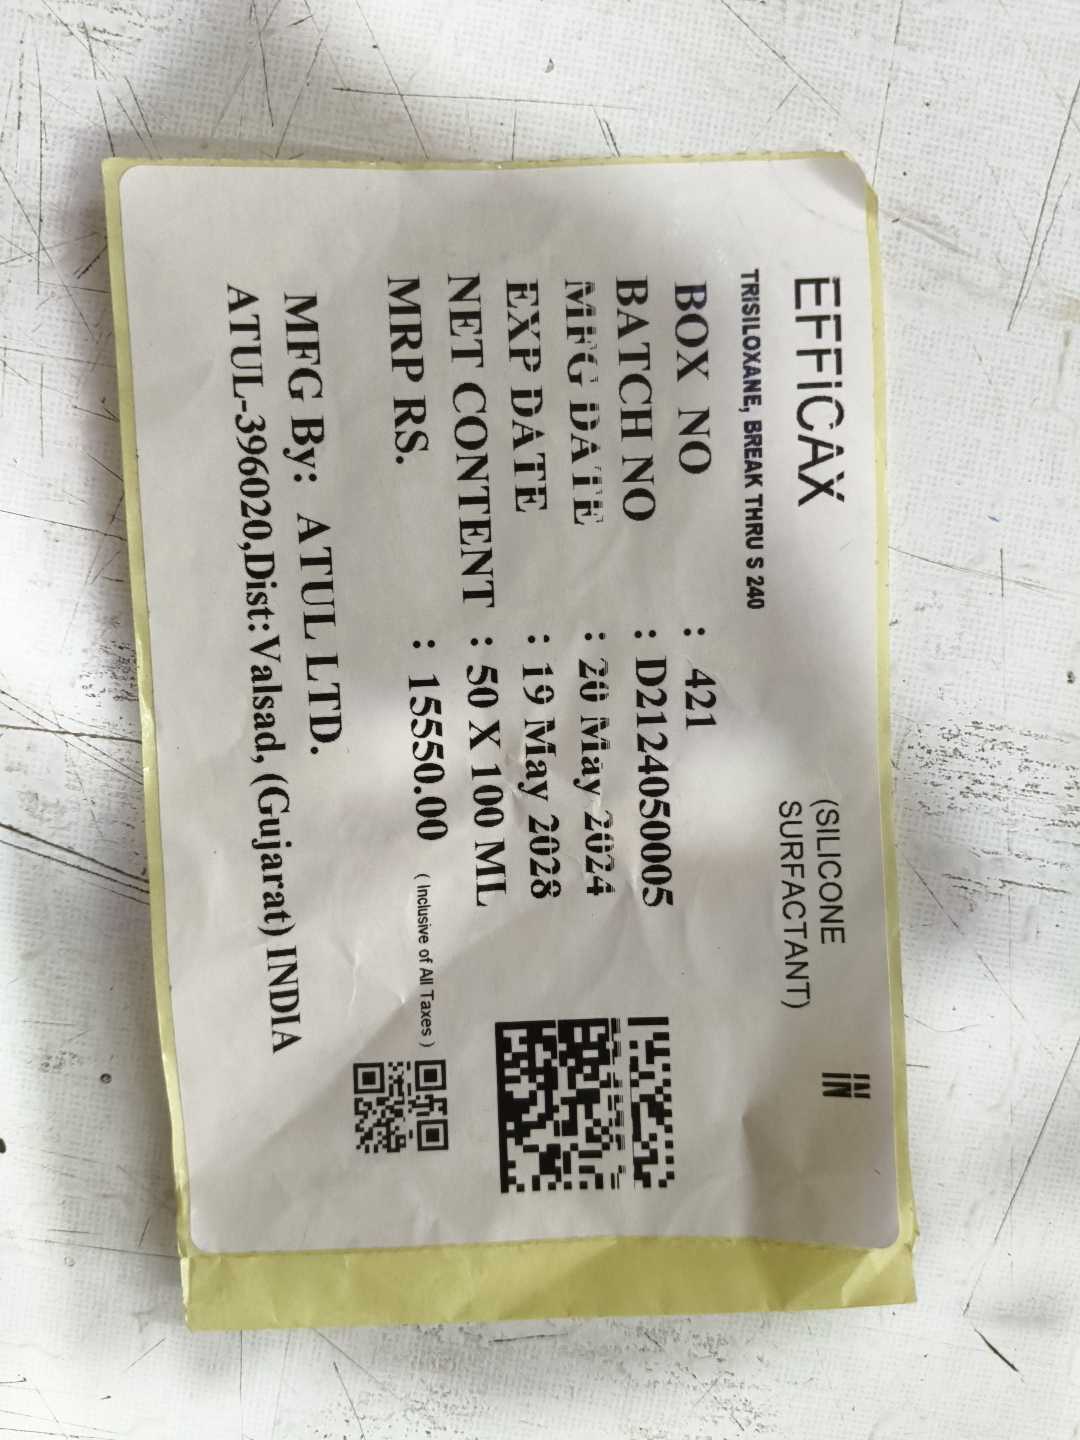 EFFiCAX
(SILICONE
SURFACTANT)
IN
TRISILOXANE, BREAK THRU S 240
BOX NO : 421
BATCH NO : D2124050005
MFG DATE : 20 May 2024
EXP DATE : 19 May 2028
NET CONTENT : 50 X 100 ML
MRP RS. : 15550.00 ( Inclusive of All Taxes )
MFG By: ATUL LTD.
ATUL-396020,Dist:Valsad, (Gujarat) INDIA